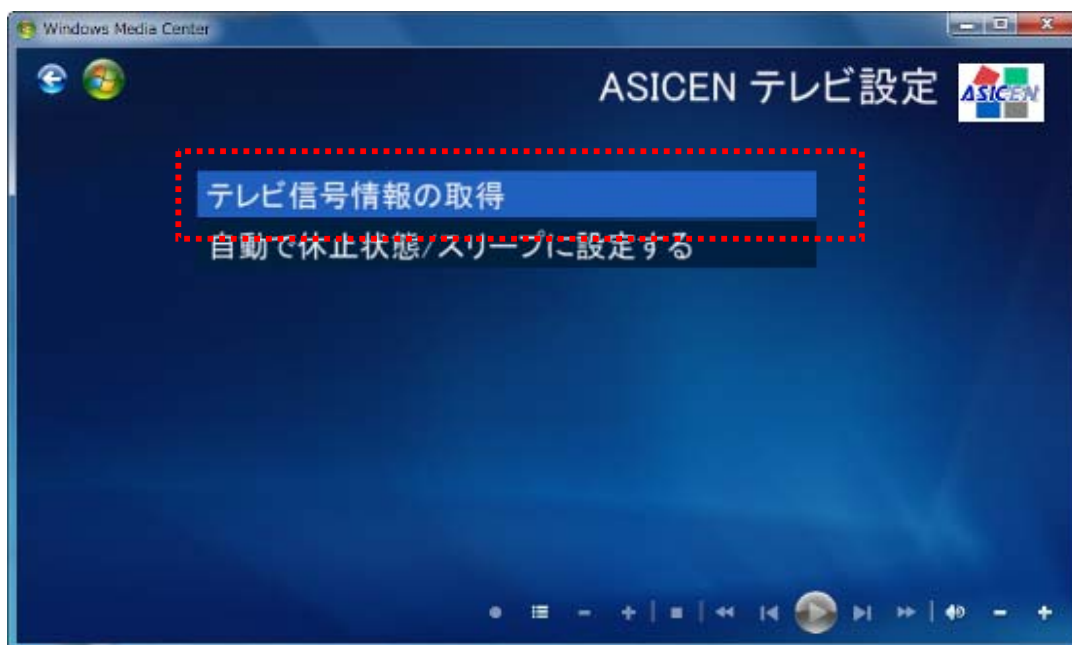 Windows Media Center
ASICEN テレビ設定
ASICEN
テレビ信号情報の取得
自動で休止状態/スリープに設定する